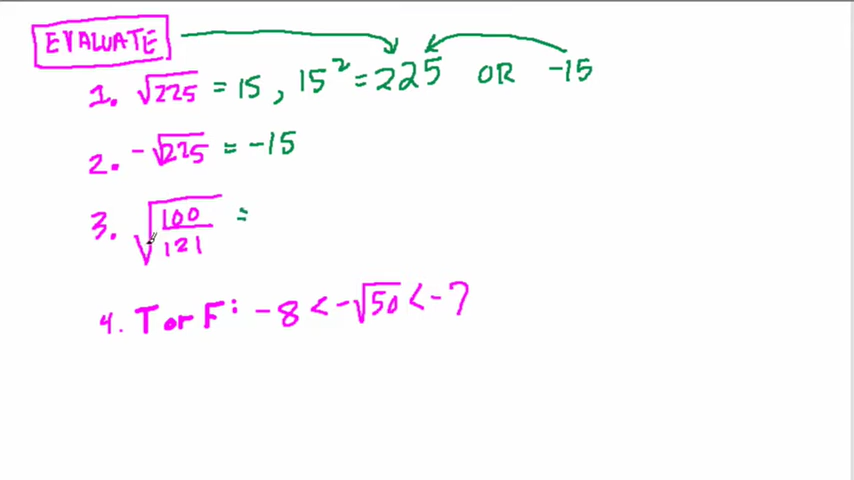 EVALUATE
1. √225 = 15 , 15² = 225 OR -15
2. -√225 = -15
3. √100/121 =
4. T or F: -8 < -√50 < -7